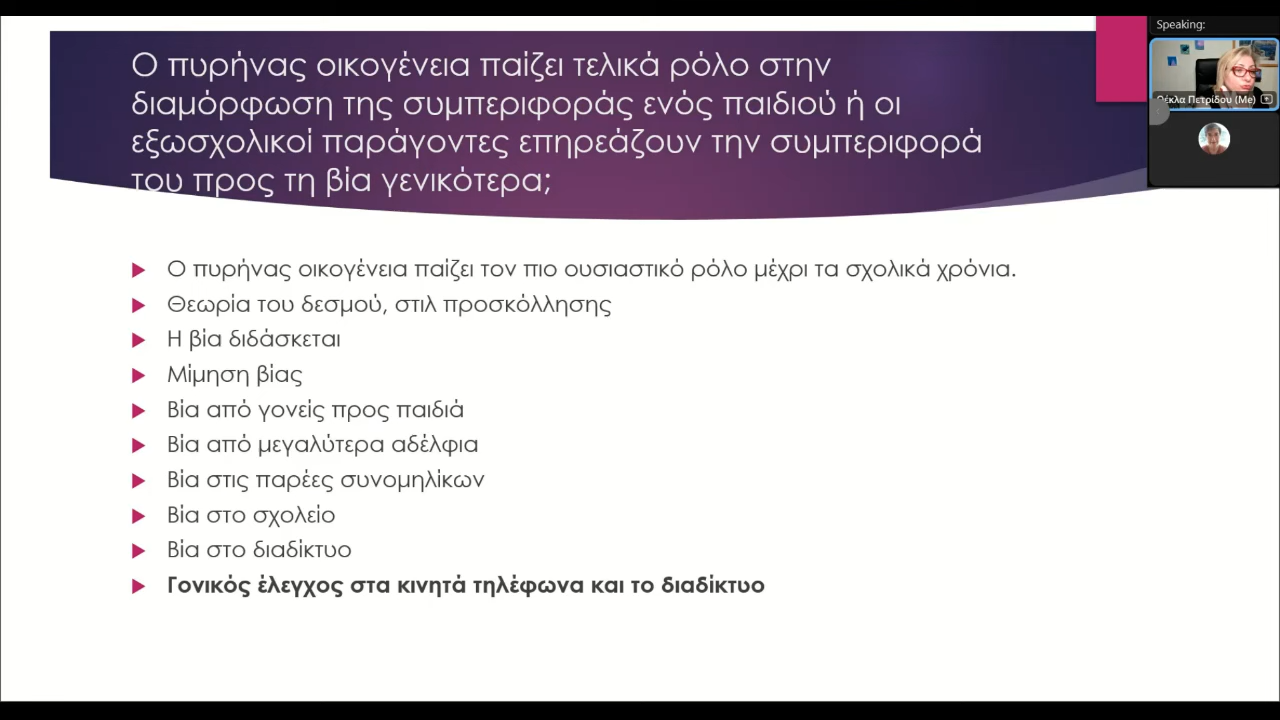 Ο πυρήνας οικογένεια παίζει τελικά ρόλο στην
διαμόρφωση της συμπεριφοράς ενός παιδιού ή οι
εξωσχολικοί παράγοντες επηρεάζουν την συμπεριφορά
του προς τη βία γενικότερα;
Speaking:
Θέκλα Πετρίδου (Me)
Ο πυρήνας οικογένεια παίζει τον πιο ουσιαστικό ρόλο μέχρι τα σχολικά χρόνια.
Θεωρία του δεσμού, στιλ προσκόλλησης
Η βία διδάσκεται
Μίμηση βίας
Βία από γονείς προς παιδιά
Βία από μεγαλύτερα αδέλφια
Βία στις παρέες συνομηλίκων
Βία στο σχολείο
Βία στο διαδίκτυο
Γονικός έλεγχος στα κινητά τηλέφωνα και το διαδίκτυο